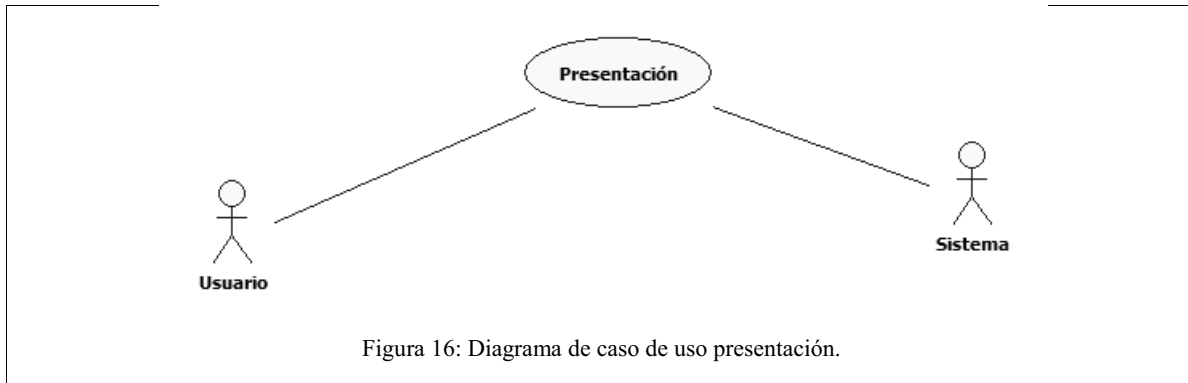 Presentación
Sistema
Usuario
Figura 16: Diagrama de caso de uso presentación.